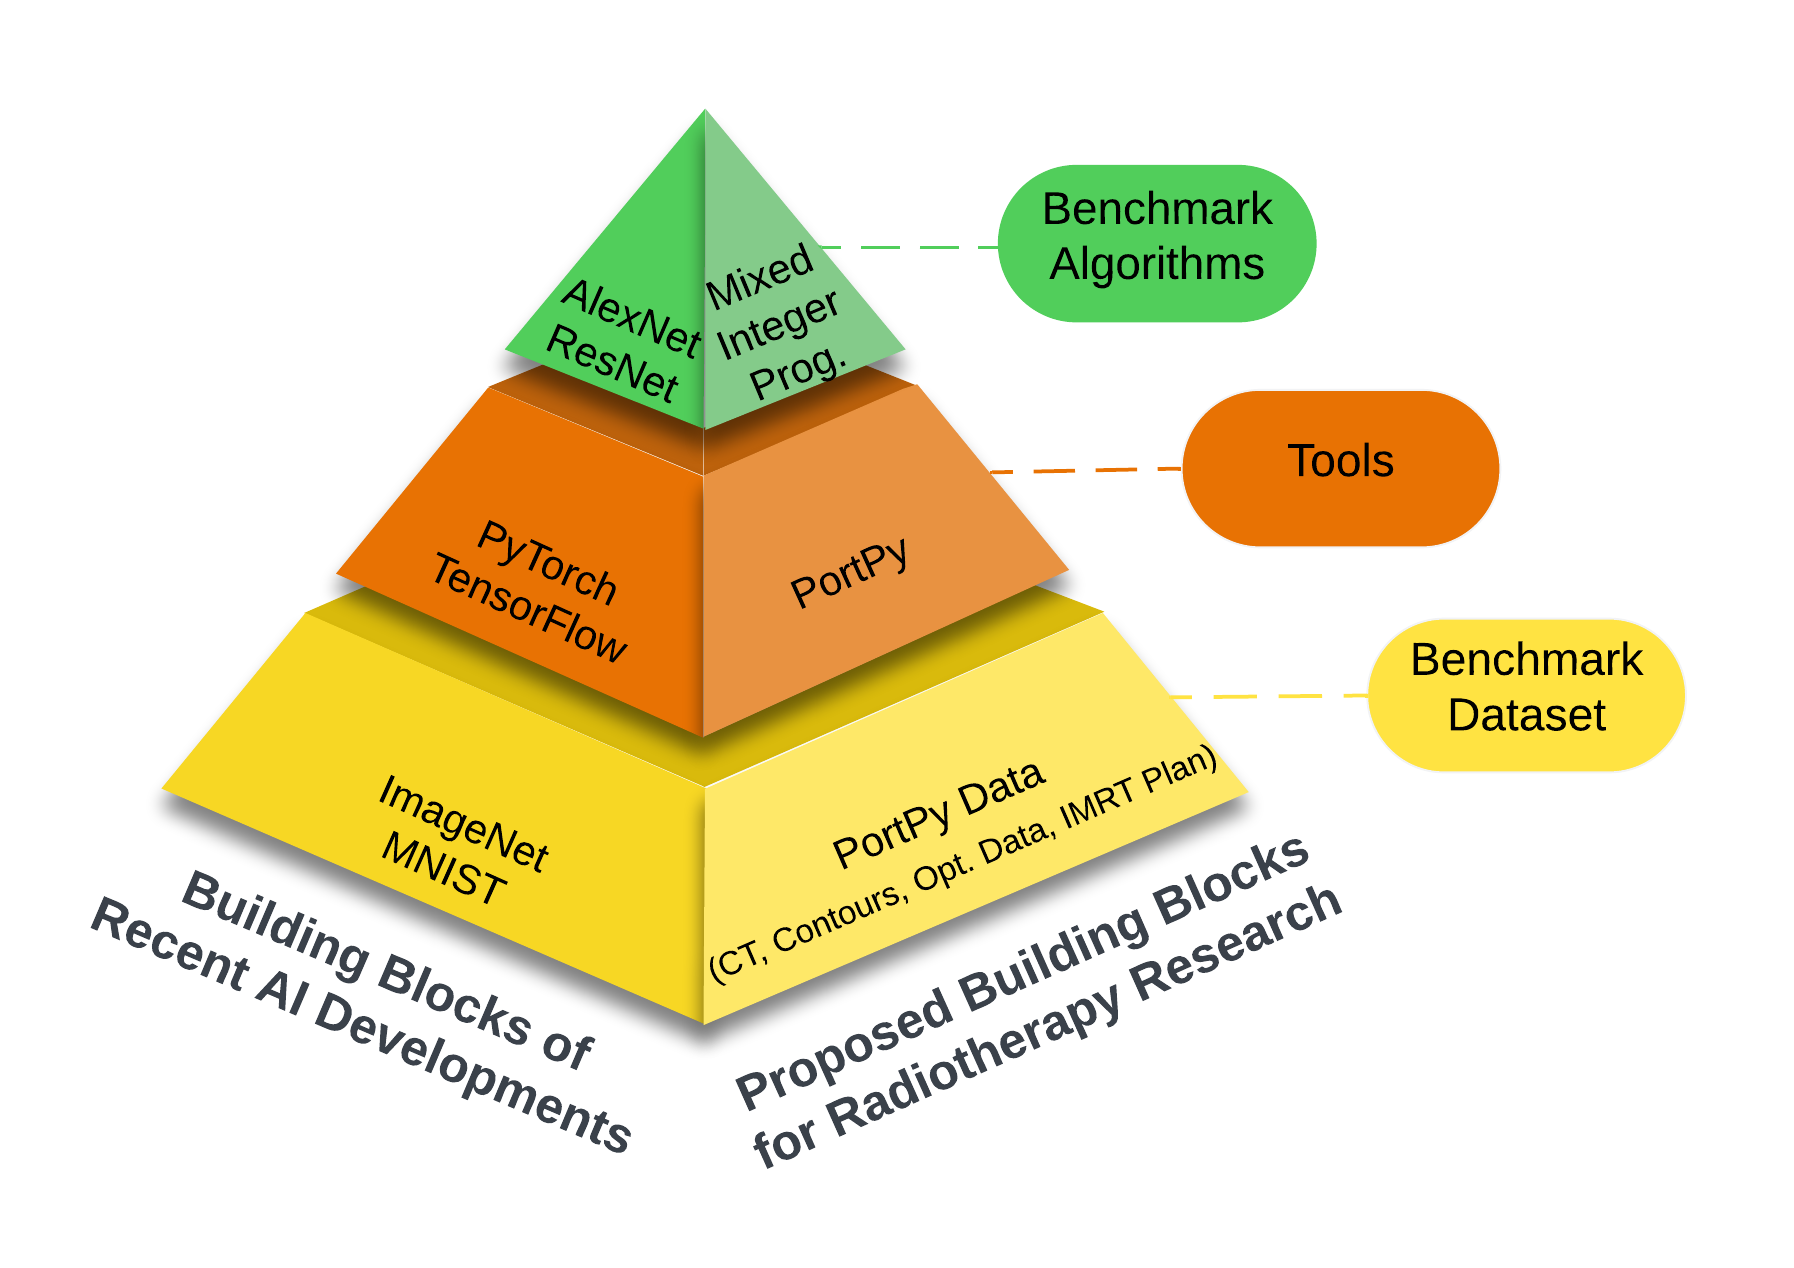 Benchmark
Algorithms
Mixed
Integer
Prog.
AlexNet
ResNet
Tools
PyTorch
TensorFlow
PortPy
Benchmark
Dataset
ImageNet
MNIST
PortPy Data
(CT, Contours, Opt. Data, IMRT Plan)
Building Blocks of
Recent AI Developments
Proposed Building Blocks
for Radiotherapy Research